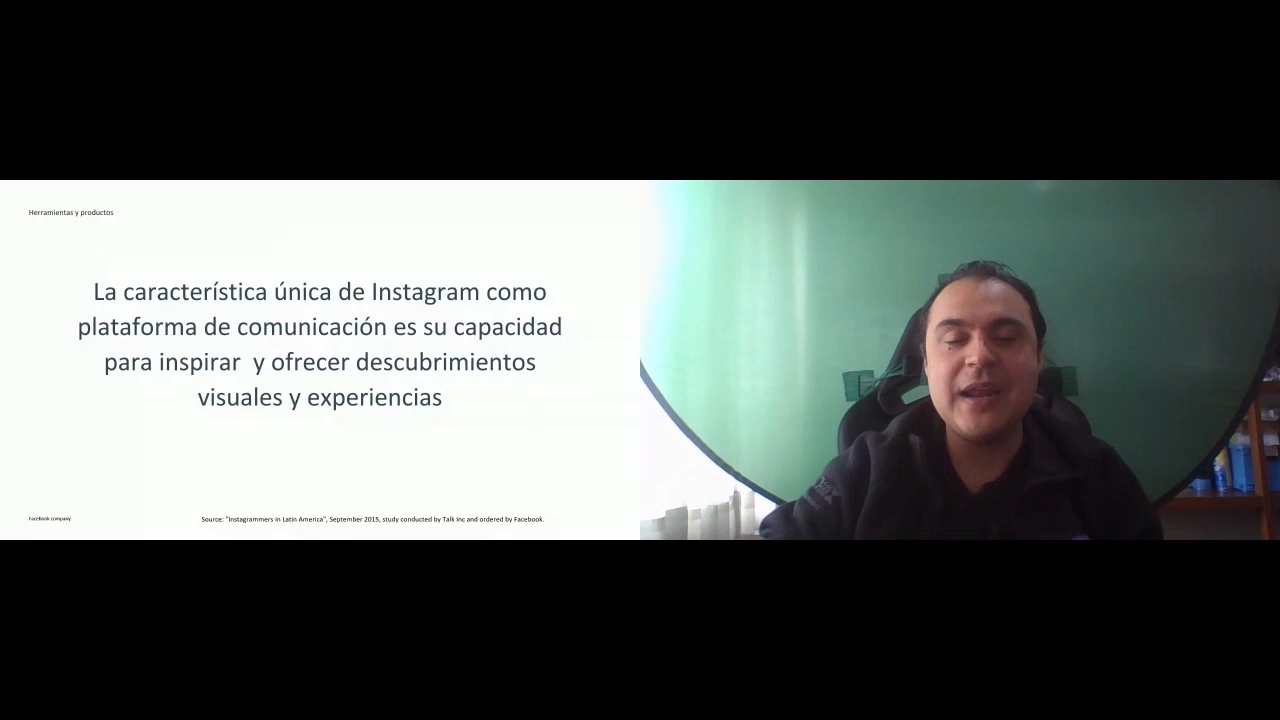 Herramientas y productos
La característica única de Instagram como
plataforma de comunicación es su capacidad
para inspirar  y ofrecer descubrimientos
visuales y experiencias
Facebook company
Source: "Instagrammers in Latin America", September 2015, study conducted by Talk Inc and ordered by Facebook.